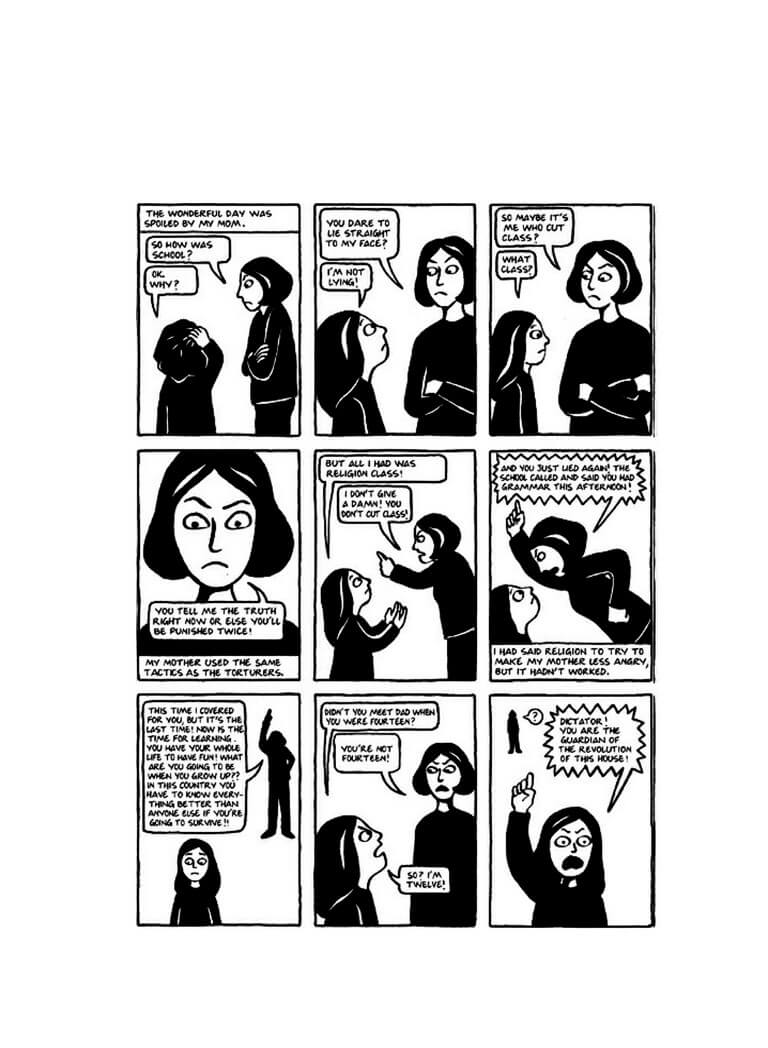 THE WONDERFUL DAY WAS
SPOILED BY MY MOM.
SO HOW WAS
SCHOOL?
OK.
WHY?
YOU DARE TO
LIE STRAIGHT
TO MY FACE?
I'M NOT
LYING!
SO MAYBE IT'S
ME WHO CUT
CLASS?
WHAT
CLASS?
YOU TELL ME THE TRUTH
RIGHT NOW OR ELSE YOU'LL
BE PUNISHED TWICE!
MY MOTHER USED THE SAME
TACTICS AS THE TORTURERS.
BUT ALL I HAD WAS
RELIGION CLASS!
I DON'T GIVE
A DAMN! YOU
DON'T CUT CLASS!
AND YOU JUST LIED AGAIN! THE
SCHOOL CALLED AND SAID YOU HAD
GRAMMAR THIS AFTERNOON!
I HAD SAID RELIGION TO TRY TO
MAKE MY MOTHER LESS ANGRY,
BUT IT HADN'T WORKED.
THIS TIME I COVERED
FOR YOU, BUT IT'S THE
LAST TIME! NOW IS THE
TIME FOR LEARNING.
YOU HAVE YOUR WHOLE
LIFE TO HAVE FUN! WHAT
ARE YOU GOING TO BE
WHEN YOU GROW UP??
IN THIS COUNTRY YOU
HAVE TO KNOW EVERY-
THING BETTER THAN
ANYONE ELSE IF YOU'RE
GOING TO SURVIVE!!
DIDN'T YOU MEET DAD WHEN
YOU WERE FOURTEEN?
YOU'RE NOT
FOURTEEN!
SO? I'M
TWELVE!
?
DICTATOR!
YOU ARE THE
GUARDIAN OF
THE REVOLUTION
OF THIS HOUSE!